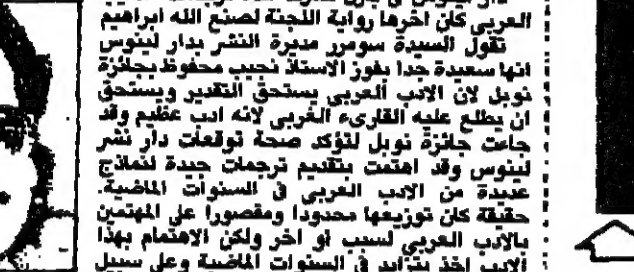 العربي كان اخرها رواية اللجنة لصنع الله ابراهيم
تقول السيدة سومرر مديرة النشر بدار لينوس
انها سعيدة جدا بفوز الاستاذ نجيب محفوظ بجائزة
نوبل لان الادب العربي يستحق التقدير ويستحق
ان يطلع عليه القارىء الغربي لانه ادب عظيم وقد
جاءت جائزة نوبل لتؤكد صحة توقعات دار نشر
لينوس وقد اهتمت بتقديم ترجمات جيدة لنماذج
عديدة من الادب العربي في السنوات الماضية.
حقيقة كان توزيعها محدودا ومقصورا على المهتمين
بالادب العربي لسبب او اخر ولكن الاهتمام بهذا
الادب اخذ يتزايد في السنوات الماضية وعلى سبيل